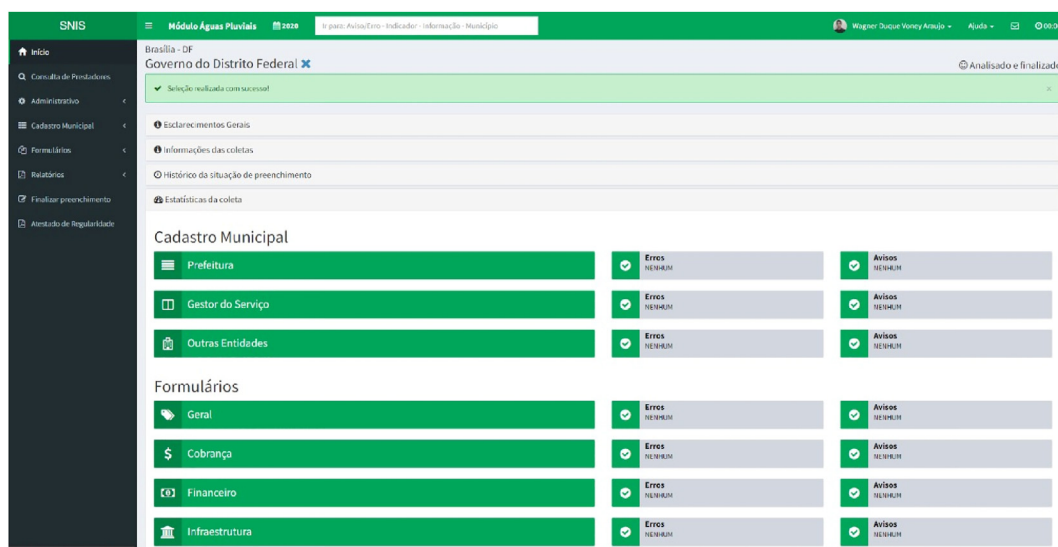 SNIS
Módulo Águas Pluviais 2020
Ir para: Aviso/Erro - Indicador - Informação - Município
Wagner Duque Voney Araujo
Ajuda
Início
Consulta de Prestadores
Administrativo
Cadastro Municipal
Formulários
Relatórios
Finalizar preenchimento
Atestado de Regularidade
Brasília - DF
Governo do Distrito Federal
Analisado e finalizado
Seleção realizada com sucesso!
Esclarecimentos Gerais
Informações das coletas
Histórico da situação de preenchimento
Estatísticas da coleta
Cadastro Municipal
Prefeitura
Erros
NENHUM
Avisos
NENHUM
Gestor do Serviço
Erros
NENHUM
Avisos
NENHUM
Outras Entidades
Erros
NENHUM
Avisos
NENHUM
Formulários
Geral
Erros
NENHUM
Avisos
NENHUM
Cobrança
Erros
NENHUM
Avisos
NENHUM
Financeiro
Erros
NENHUM
Avisos
NENHUM
Infraestrutura
Erros
NENHUM
Avisos
NENHUM